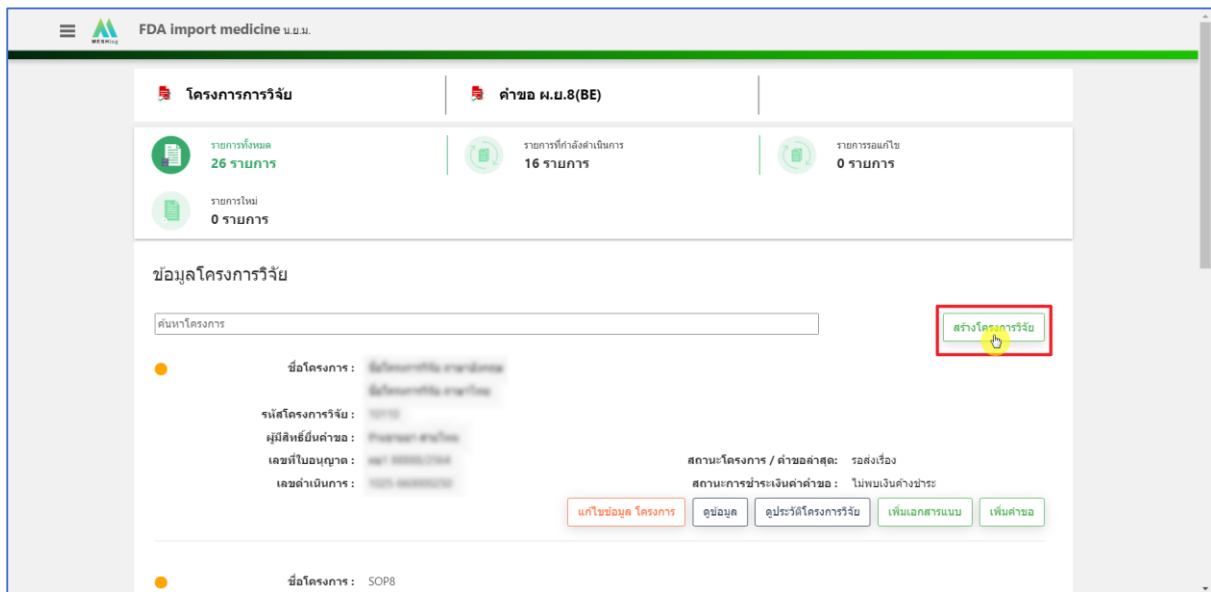 FDA import medicine น.ย.ม.
โครงการการวิจัย
คำขอ ผ.ย.8(BE)
รายการทั้งหมด
26 รายการ
รายการที่กำลังดำเนินการ
16 รายการ
รายการรอแก้ไข
0 รายการ
รายการใหม่
0 รายการ
ข้อมูลโครงการวิจัย
ค้นหาโครงการ
สร้างโครงการวิจัย
ชื่อโครงการ :
รหัสโครงการวิจัย :
ผู้มีสิทธิ์ยื่นคำขอ :
เลขที่ใบอนุญาต :
สถานะโครงการ / คำขอล่าสุด: รอส่งเรื่อง
เลขดำเนินการ :
สถานะการชำระเงินค่าคำขอ : ไม่พบเงินค้างชำระ
แก้ไขข้อมูล โครงการ ดูข้อมูล ดูประวัติโครงการวิจัย เพิ่มเอกสารแนบ เพิ่มคำขอ
ชื่อโครงการ : SOP8